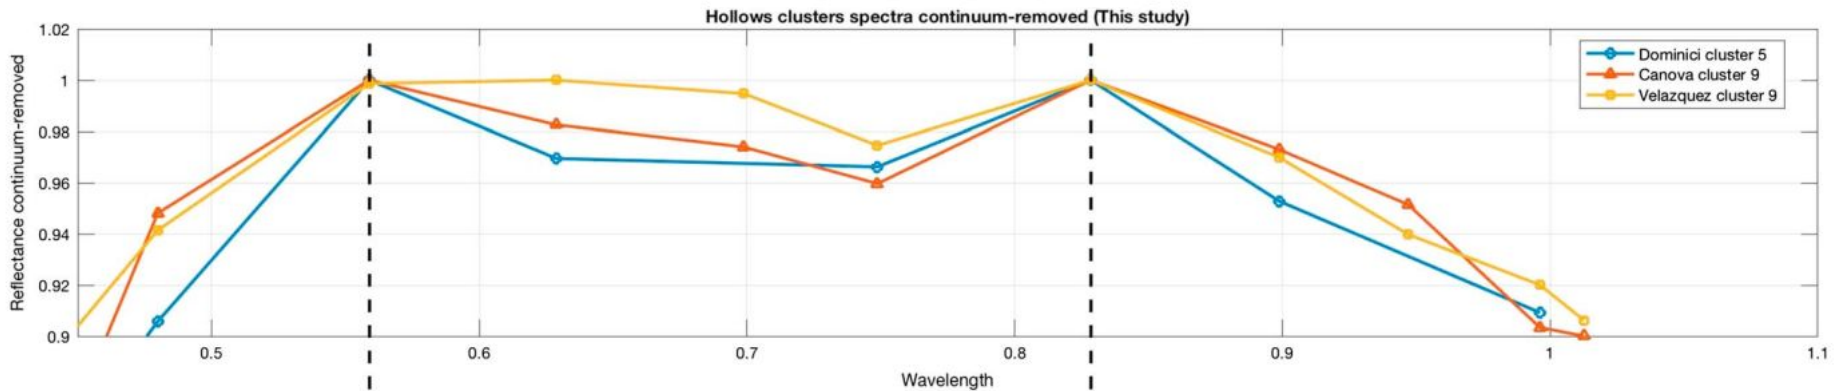 Hollows clusters spectra continuum-removed (This study)
Reflectance continuum-removed
1.02
1
0.98
0.96
0.94
0.92
0.9
Dominici cluster 5
Canova cluster 9
Velazquez cluster 9
0.5 0.6 0.7 0.8 0.9 1 1.1
Wavelength